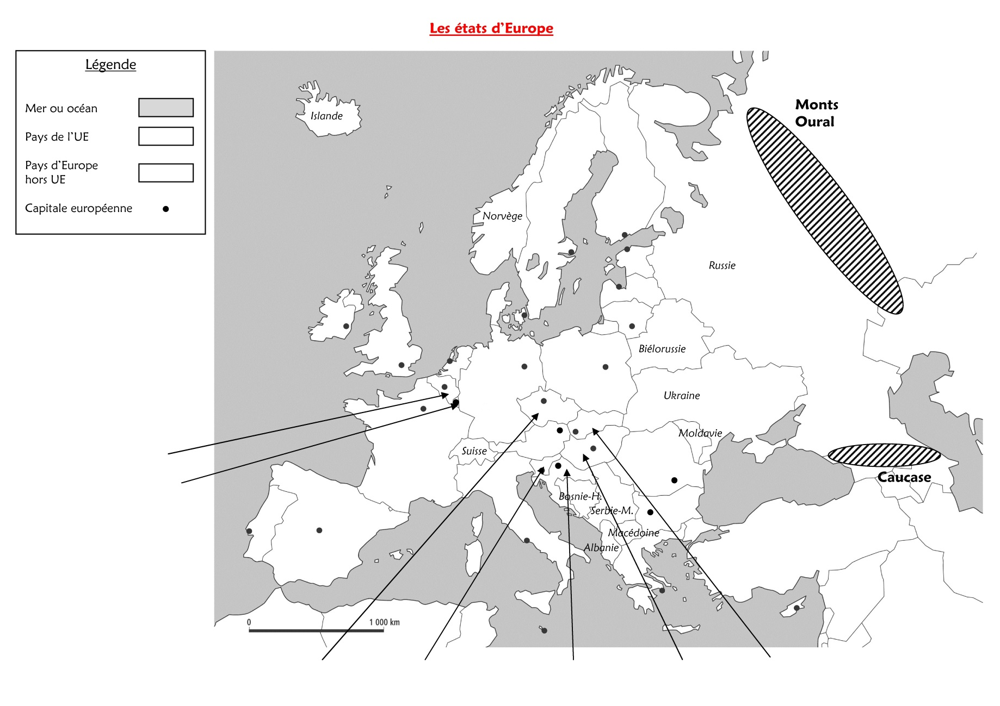 Les états d'Europe
Légende
Mer ou océan
Pays de l'UE
Pays d'Europe
hors UE
Capitale européenne
Islande
Monts
Oural
Norvège
Russie
Biélorussie
Ukraine
Moldavie
Suisse
Caucase
Bosnie-H.
Serbie-M.
Macédoine
Albanie
0
1 000 km